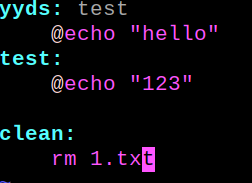 yyds: test
    @echo "hello"
test:
    @echo "123"

clean:
    rm 1.txt
~